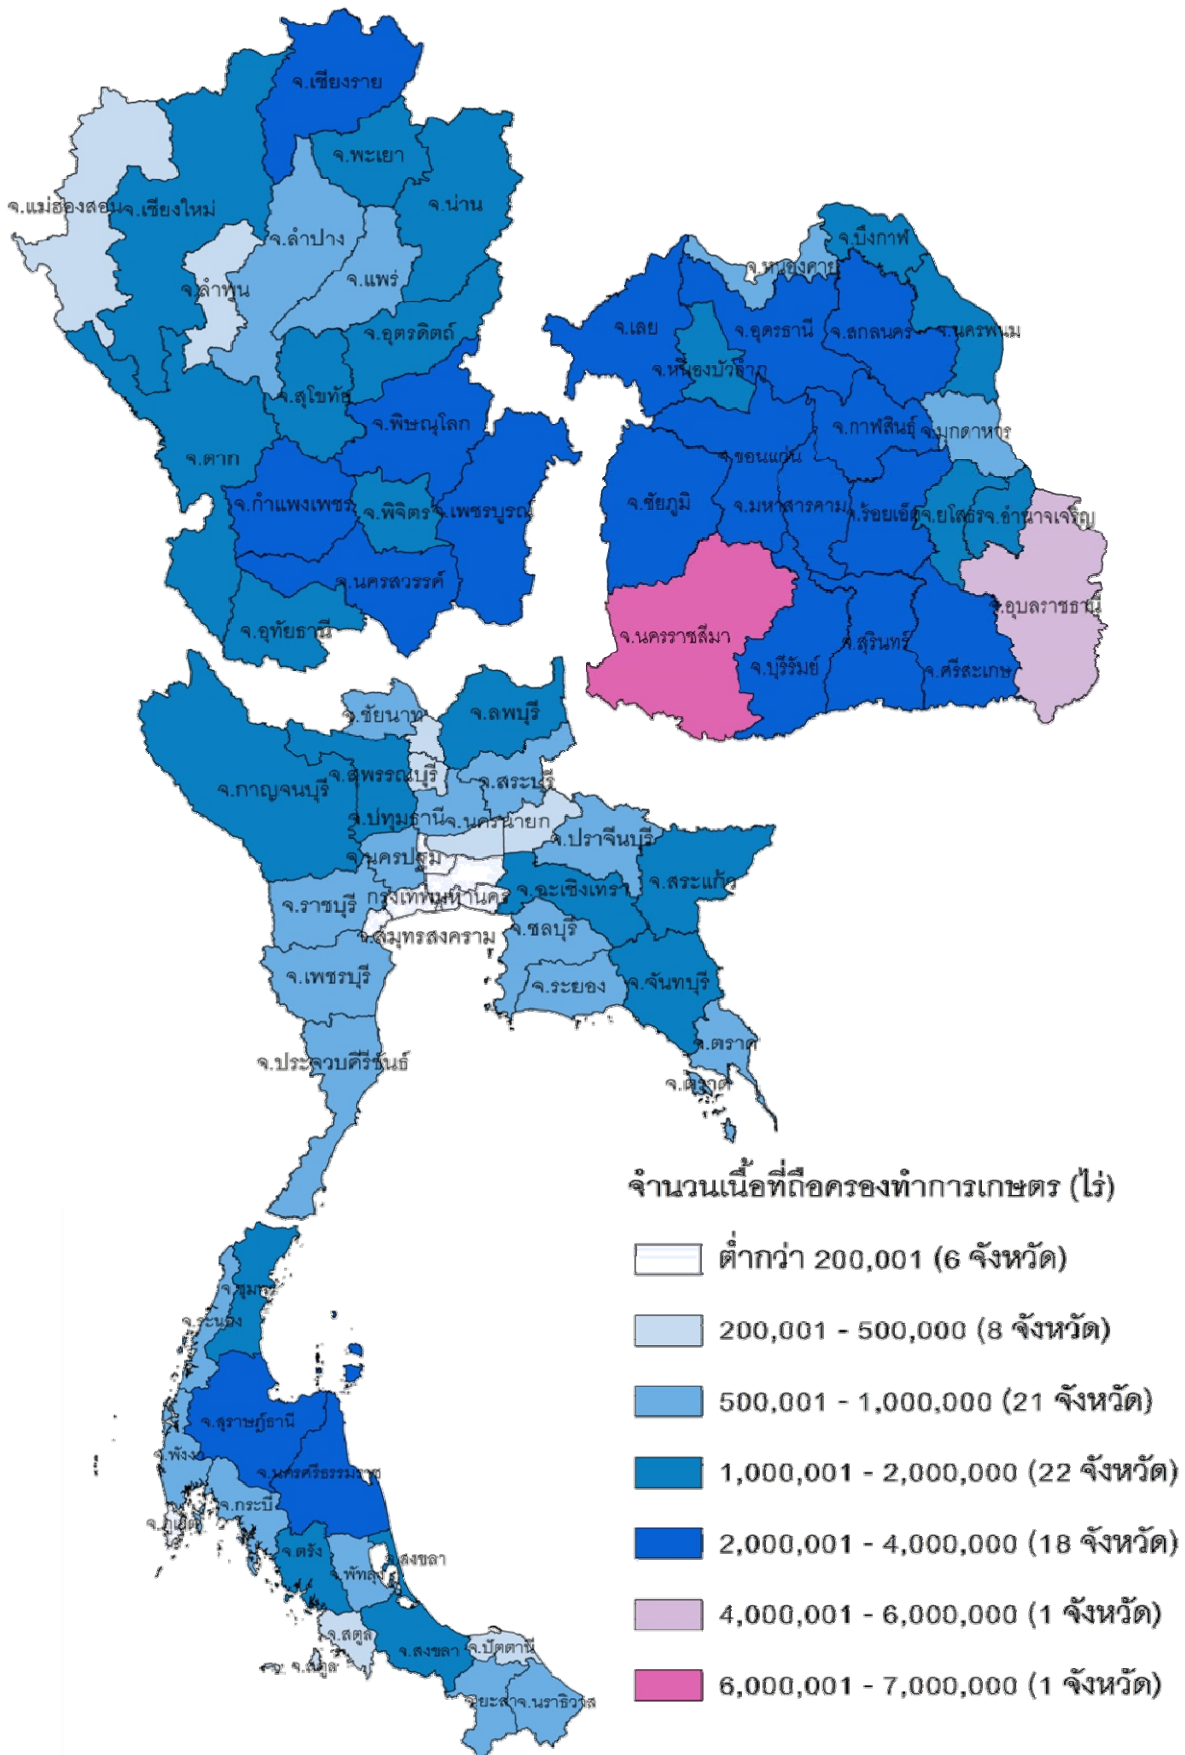 จ.เชียงราย
จ.พะเยา
จ.น่าน
จ.แม่ฮ่องสอน
จ.เชียงใหม่
จ.ลำปาง
จ.แพร่
จ.ลำพูน
จ.อุตรดิตถ์
จ.สุโขทัย
จ.พิษณุโลก
จ.ตาก
จ.กำแพงเพชร
จ.พิจิตร
จ.เพชรบูรณ์
จ.นครสวรรค์
จ.อุทัยธานี
จ.บึงกาฬ
จ.หนองคาย
จ.เลย
จ.อุดรธานี
จ.สกลนคร
จ.นครพนม
จ.หนองบัวลำภู
จ.กาฬสินธุ์
จ.มุกดาหาร
จ.ขอนแก่น
จ.ชัยภูมิ
จ.มหาสารคาม
จ.ร้อยเอ็ด
จ.ยโสธร
จ.อำนาจเจริญ
จ.อุบลราชธานี
จ.นครราชสีมา
จ.บุรีรัมย์
จ.สุรินทร์
จ.ศรีสะเกษ
จ.ชัยนาท
จ.ลพบุรี
จ.สุพรรณบุรี
จ.สระบุรี
จ.กาญจนบุรี
จ.ปทุมธานี
จ.นครนายก
จ.ปราจีนบุรี
จ.นครปฐม
จ.สระแก้ว
จ.ฉะเชิงเทรา
จ.ราชบุรี
กรุงเทพมหานคร
จ.ชลบุรี
จ.สมุทรสงคราม
จ.เพชรบุรี
จ.ระยอง
จ.จันทบุรี
จ.ตราด
จ.ประจวบคีรีขันธ์
จ.ตราด
จ.ชุมพร
จ.ระนอง
จ.สุราษฎ์ธานี
จ.พังงา
จ.นครศรีธรรมราช
จ.กระบี่
จ.ภูเก็ต
จ.ตรัง
จ.สงขลา
จ.พัทลุง
จ.สตูล
จ.สงขลา
จ.ปัตตานี
จ.สตูล
จ.ยะลา
จ.นราธิวาส
จำนวนเนื้อที่ถือครองทำการเกษตร (ไร่)
ต่ำกว่า 200,001 (6 จังหวัด)
200,001 - 500,000 (8 จังหวัด)
500,001 - 1,000,000 (21 จังหวัด)
1,000,001 - 2,000,000 (22 จังหวัด)
2,000,001 - 4,000,000 (18 จังหวัด)
4,000,001 - 6,000,000 (1 จังหวัด)
6,000,001 - 7,000,000 (1 จังหวัด)